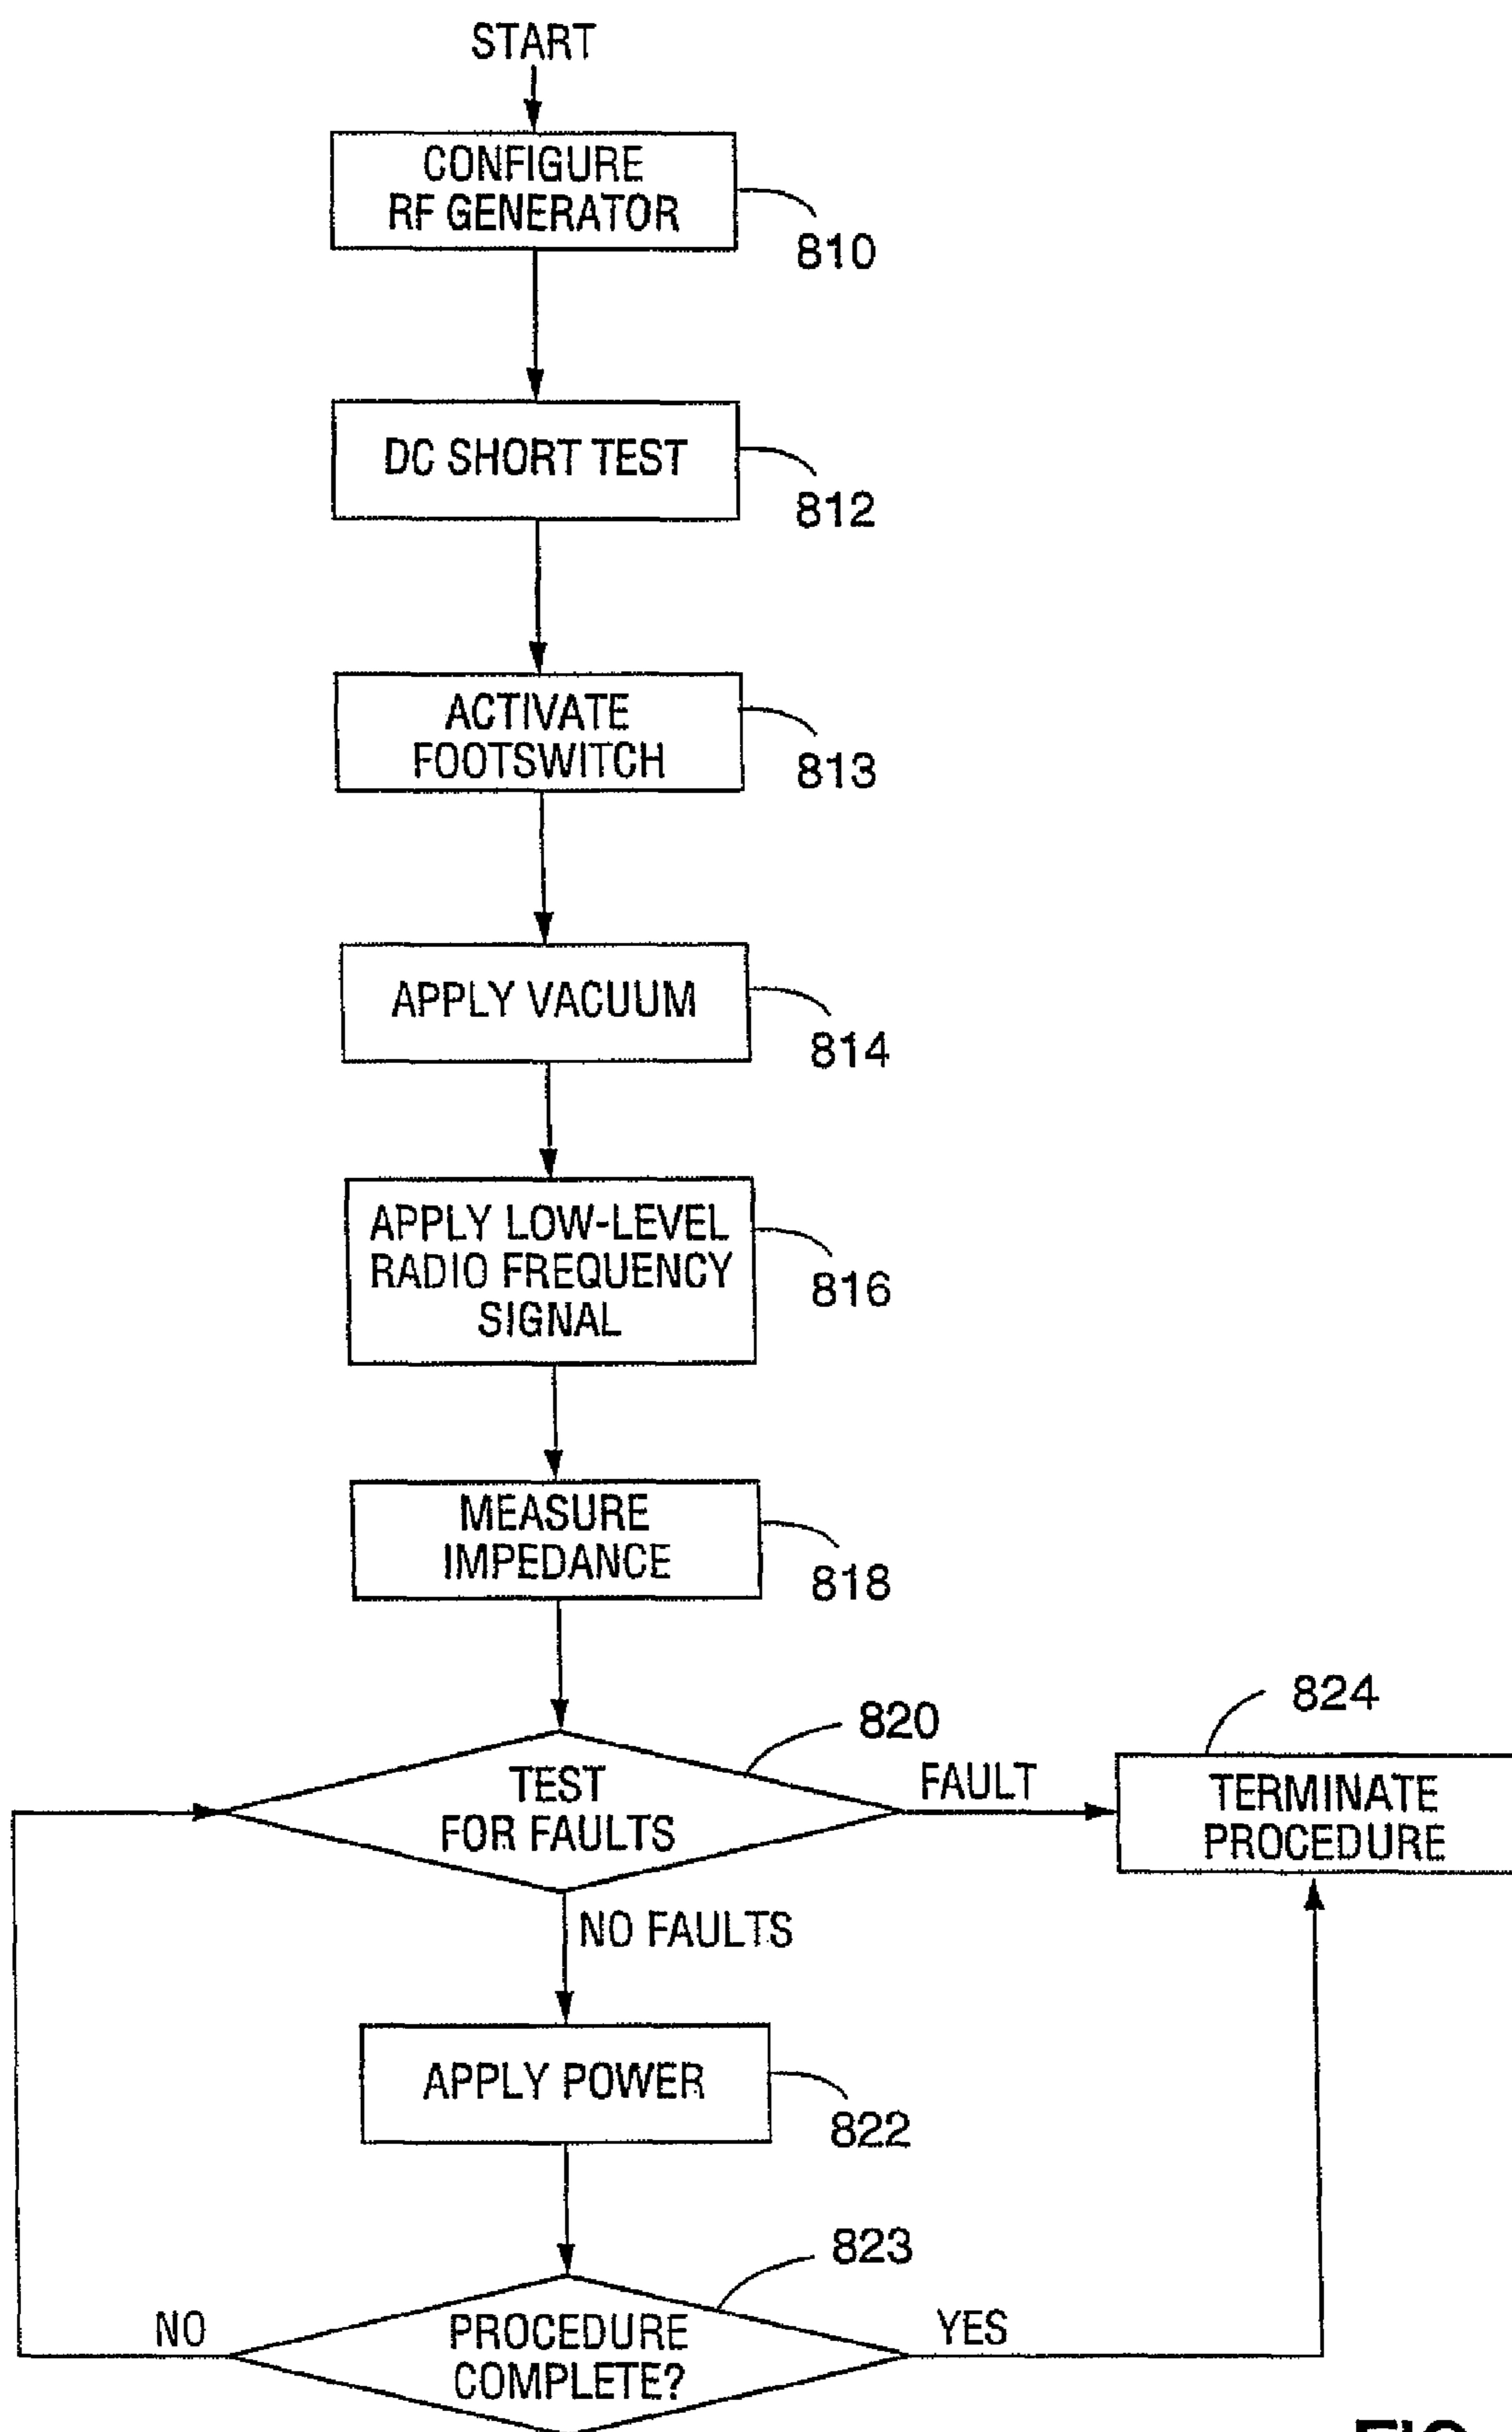 START
CONFIGURE
RF GENERATOR
810
DC SHORT TEST
812
ACTIVATE
FOOTSWITCH
813
APPLY VACUUM
814
APPLY LOW-LEVEL
RADIO FREQUENCY
SIGNAL
816
MEASURE
IMPEDANCE
818
820
TEST
FOR FAULTS
FAULT
824
TERMINATE
PROCEDURE
NO FAULTS
APPLY POWER
822
823
PROCEDURE
COMPLETE?
NO
YES